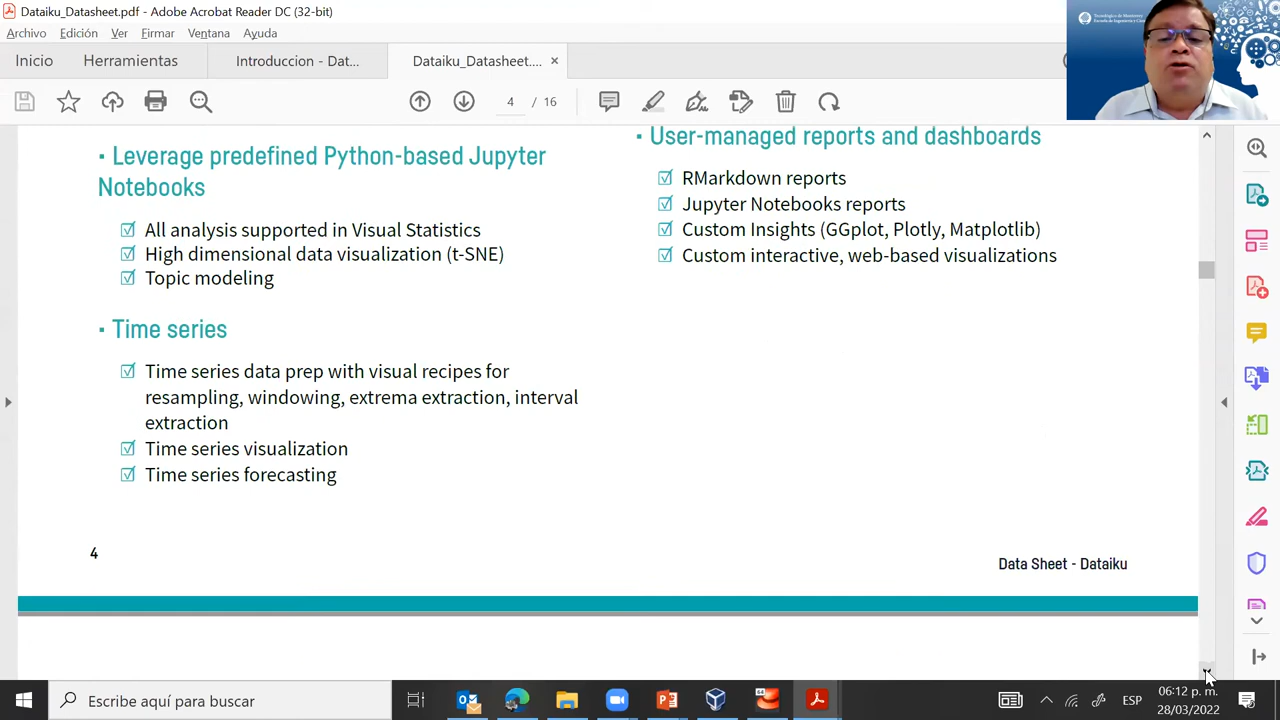 Dataiku_Datasheet.pdf - Adobe Acrobat Reader DC (32-bit)
Archivo Edición Ver Firmar Ventana Ayuda
Inicio Herramientas Introduccion - Dat... Dataiku_Datasheet.... ×
4 / 16
Tecnológico de Monterrey
· Leverage predefined Python-based Jupyter
Notebooks
All analysis supported in Visual Statistics
High dimensional data visualization (t-SNE)
Topic modeling
· Time series
Time series data prep with visual recipes for
resampling, windowing, extrema extraction, interval
extraction
Time series visualization
Time series forecasting
· User-managed reports and dashboards
RMarkdown reports
Jupyter Notebooks reports
Custom Insights (GGplot, Plotly, Matplotlib)
Custom interactive, web-based visualizations
4
Data Sheet - Dataiku
Escribe aquí para buscar
ESP
06:12 p. m.
28/03/2022